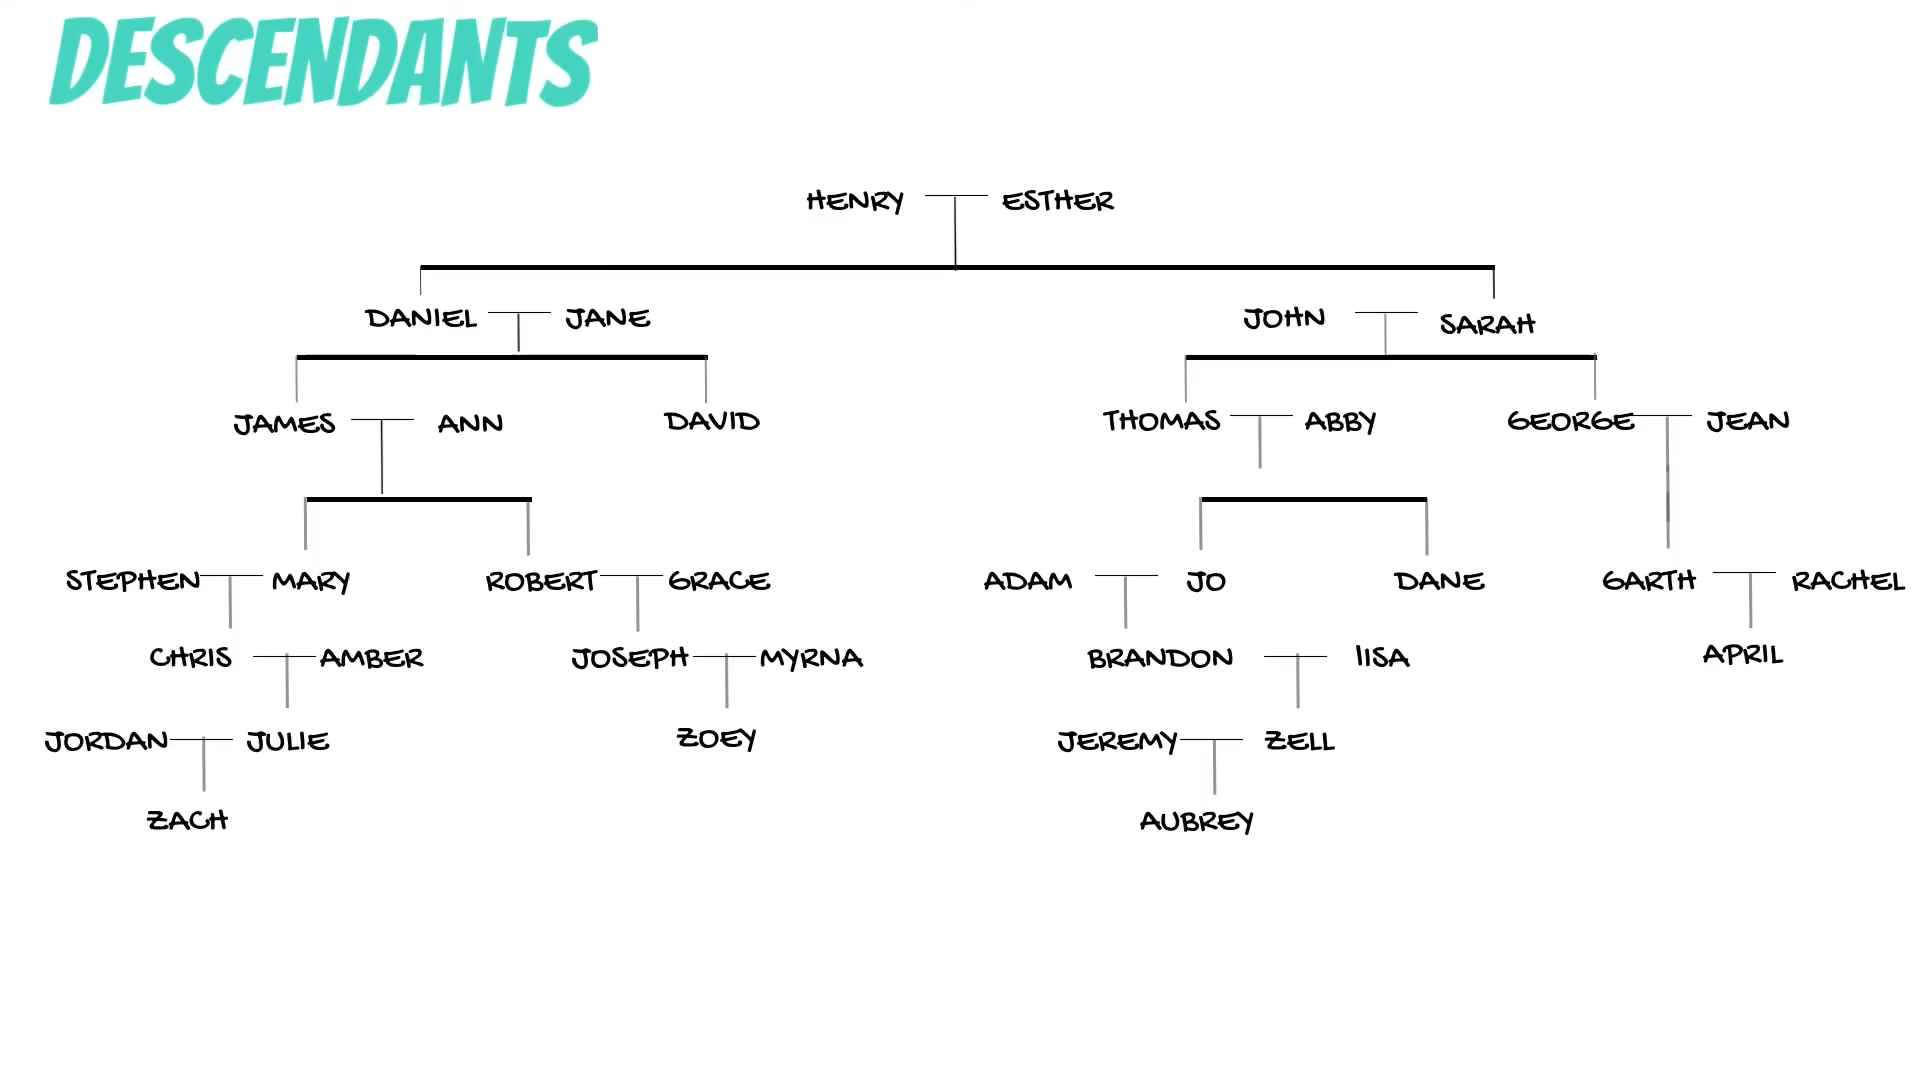 DESCENDANTS
HENRY ESTHER
DANIEL JANE JOHN SARAH
JAMES ANN DAVID THOMAS ABBY GEORGE JEAN
STEPHEN MARY ROBERT GRACE ADAM JO DANE GARTH RACHEL
CHRIS AMBER JOSEPH MYRNA BRANDON lISA APRIL
JORDAN JULIE ZOEY JEREMY ZELL
ZACH AUBREY